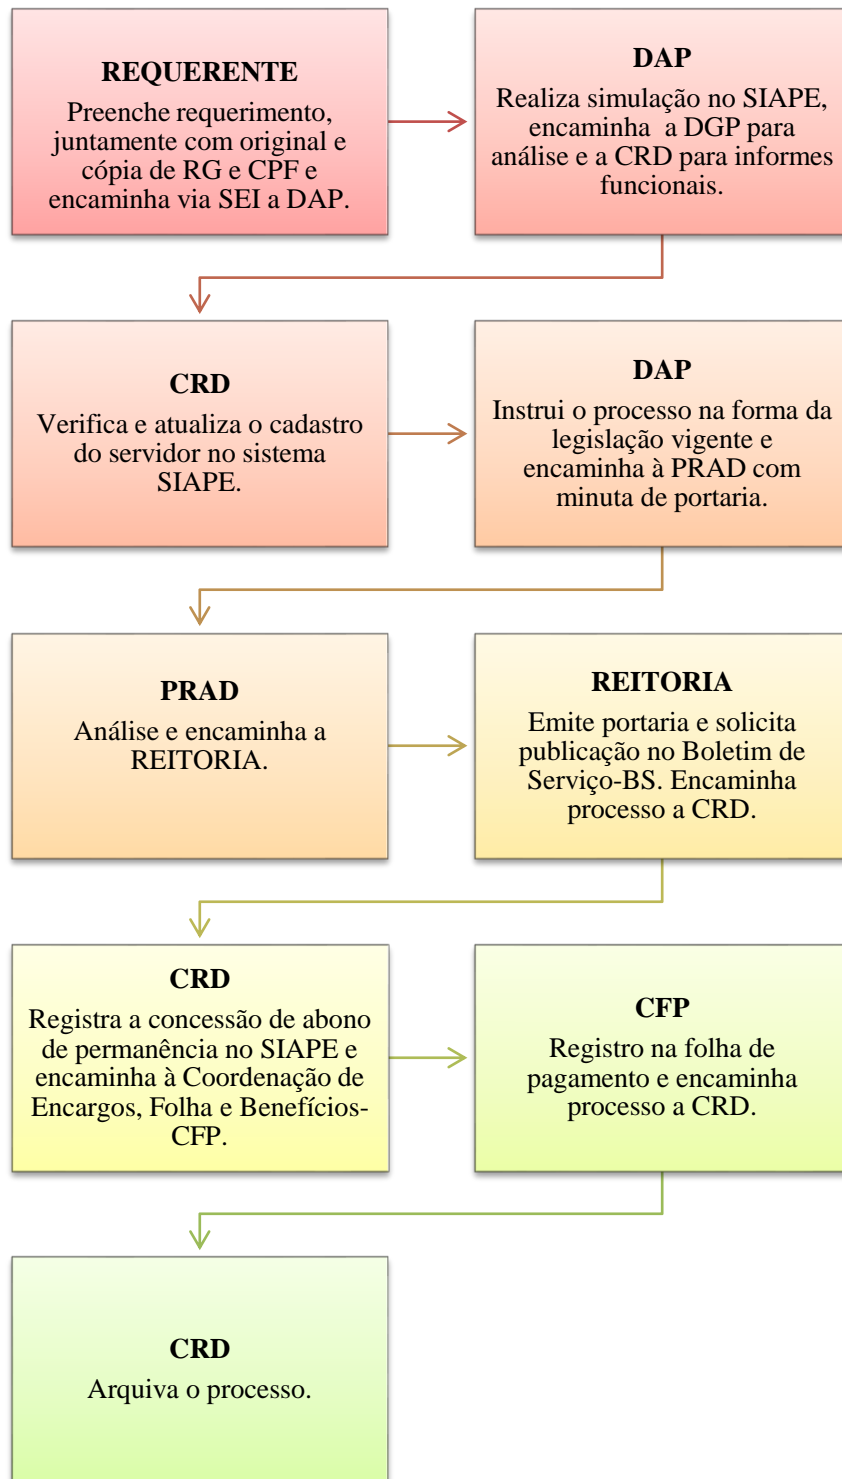 REQUERENTE
Preenche requerimento,
juntamente com original e
cópia de RG e CPF e
encaminha via SEI a DAP.
DAP
Realiza simulação no SIAPE,
encaminha a DGP para
análise e a CRD para informes
funcionais.
CRD
Verifica e atualiza o cadastro
do servidor no sistema
SIAPE.
DAP
Instrui o processo na forma da
legislação vigente e
encaminha à PRAD com
minuta de portaria.
PRAD
Análise e encaminha a
REITORIA.
REITORIA
Emite portaria e solicita
publicação no Boletim de
Serviço-BS. Encaminha
processo a CRD.
CRD
Registra a concessão de abono
de permanência no SIAPE e
encaminha à Coordenação de
Encargos, Folha e Benefícios-
CFP.
CFP
Registro na folha de
pagamento e encaminha
processo a CRD.
CRD
Arquiva o processo.